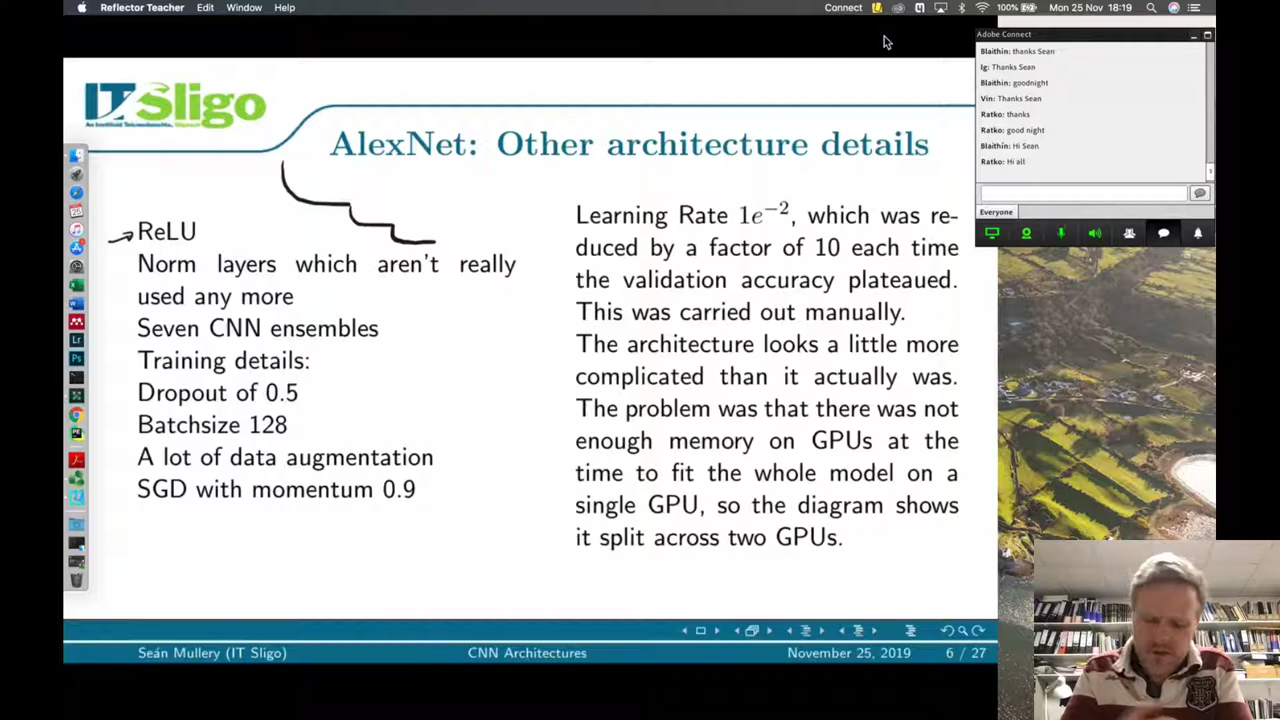 Reflector Teacher Edit Window Help
Connect 100% Mon 25 Nov 18:19
IT Sligo
AlexNet: Other architecture details
ReLU
Norm layers which aren't really
used any more
Seven CNN ensembles
Training details:
Dropout of 0.5
Batchsize 128
A lot of data augmentation
SGD with momentum 0.9
Learning Rate 1e−2, which was re-
duced by a factor of 10 each time
the validation accuracy plateaued.
This was carried out manually.
The architecture looks a little more
complicated than it actually was.
The problem was that there was not
enough memory on GPUs at the
time to fit the whole model on a
single GPU, so the diagram shows
it split across two GPUs.
Seán Mullery (IT Sligo) CNN Architectures November 25, 2019 6 / 27
Adobe Connect
Blaithin: thanks Sean
Ig: Thanks Sean
Blaithin: goodnight
Vin: Thanks Sean
Ratko: thanks
Ratko: good night
Blaithín: Hi Sean
Ratko: Hi all
Everyone
Lr
Ps